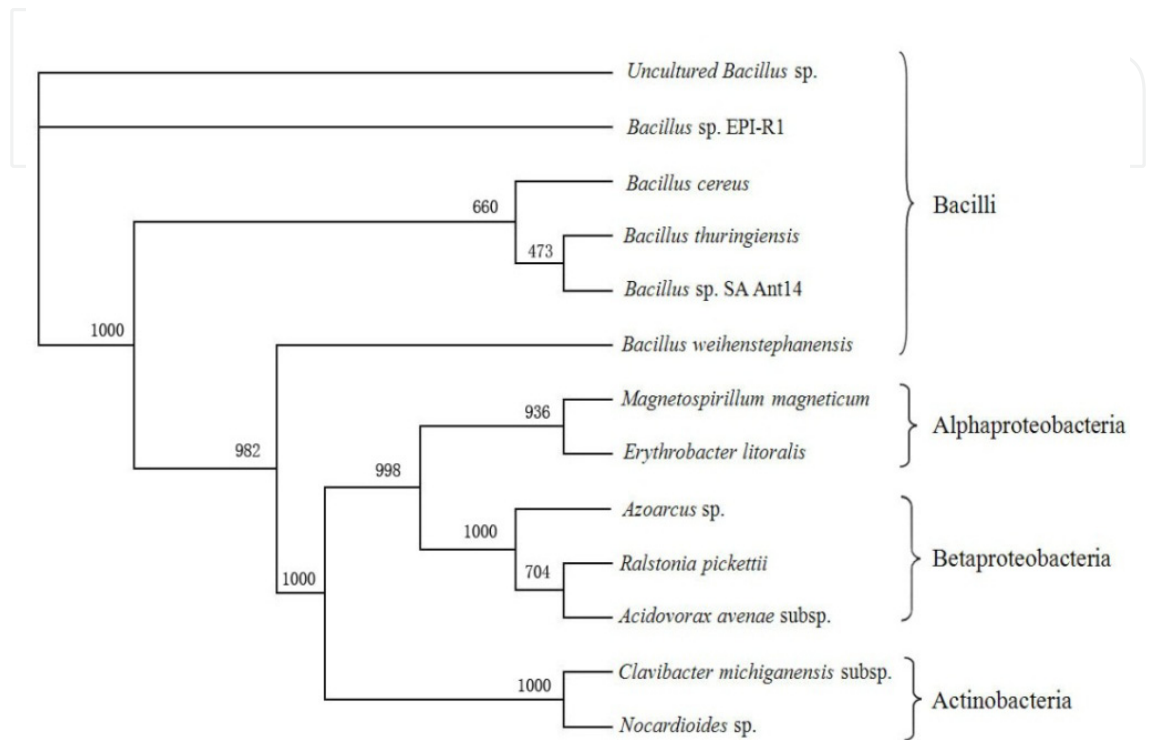 Uncultured Bacillus sp.
Bacillus sp. EPI-R1
Bacillus cereus
660
Bacilli
Bacillus thuringiensis
473
Bacillus sp. SA Ant14
1000
Bacillus weihenstephanensis
Magnetospirillum magneticum
936
Alphaproteobacteria
982
Erythrobacter litoralis
998
Azoarcus sp.
1000
Betaproteobacteria
Ralstonia pickettii
704
1000
Acidovorax avenae subsp.
Clavibacter michiganensis subsp.
1000
Actinobacteria
Nocardioides sp.